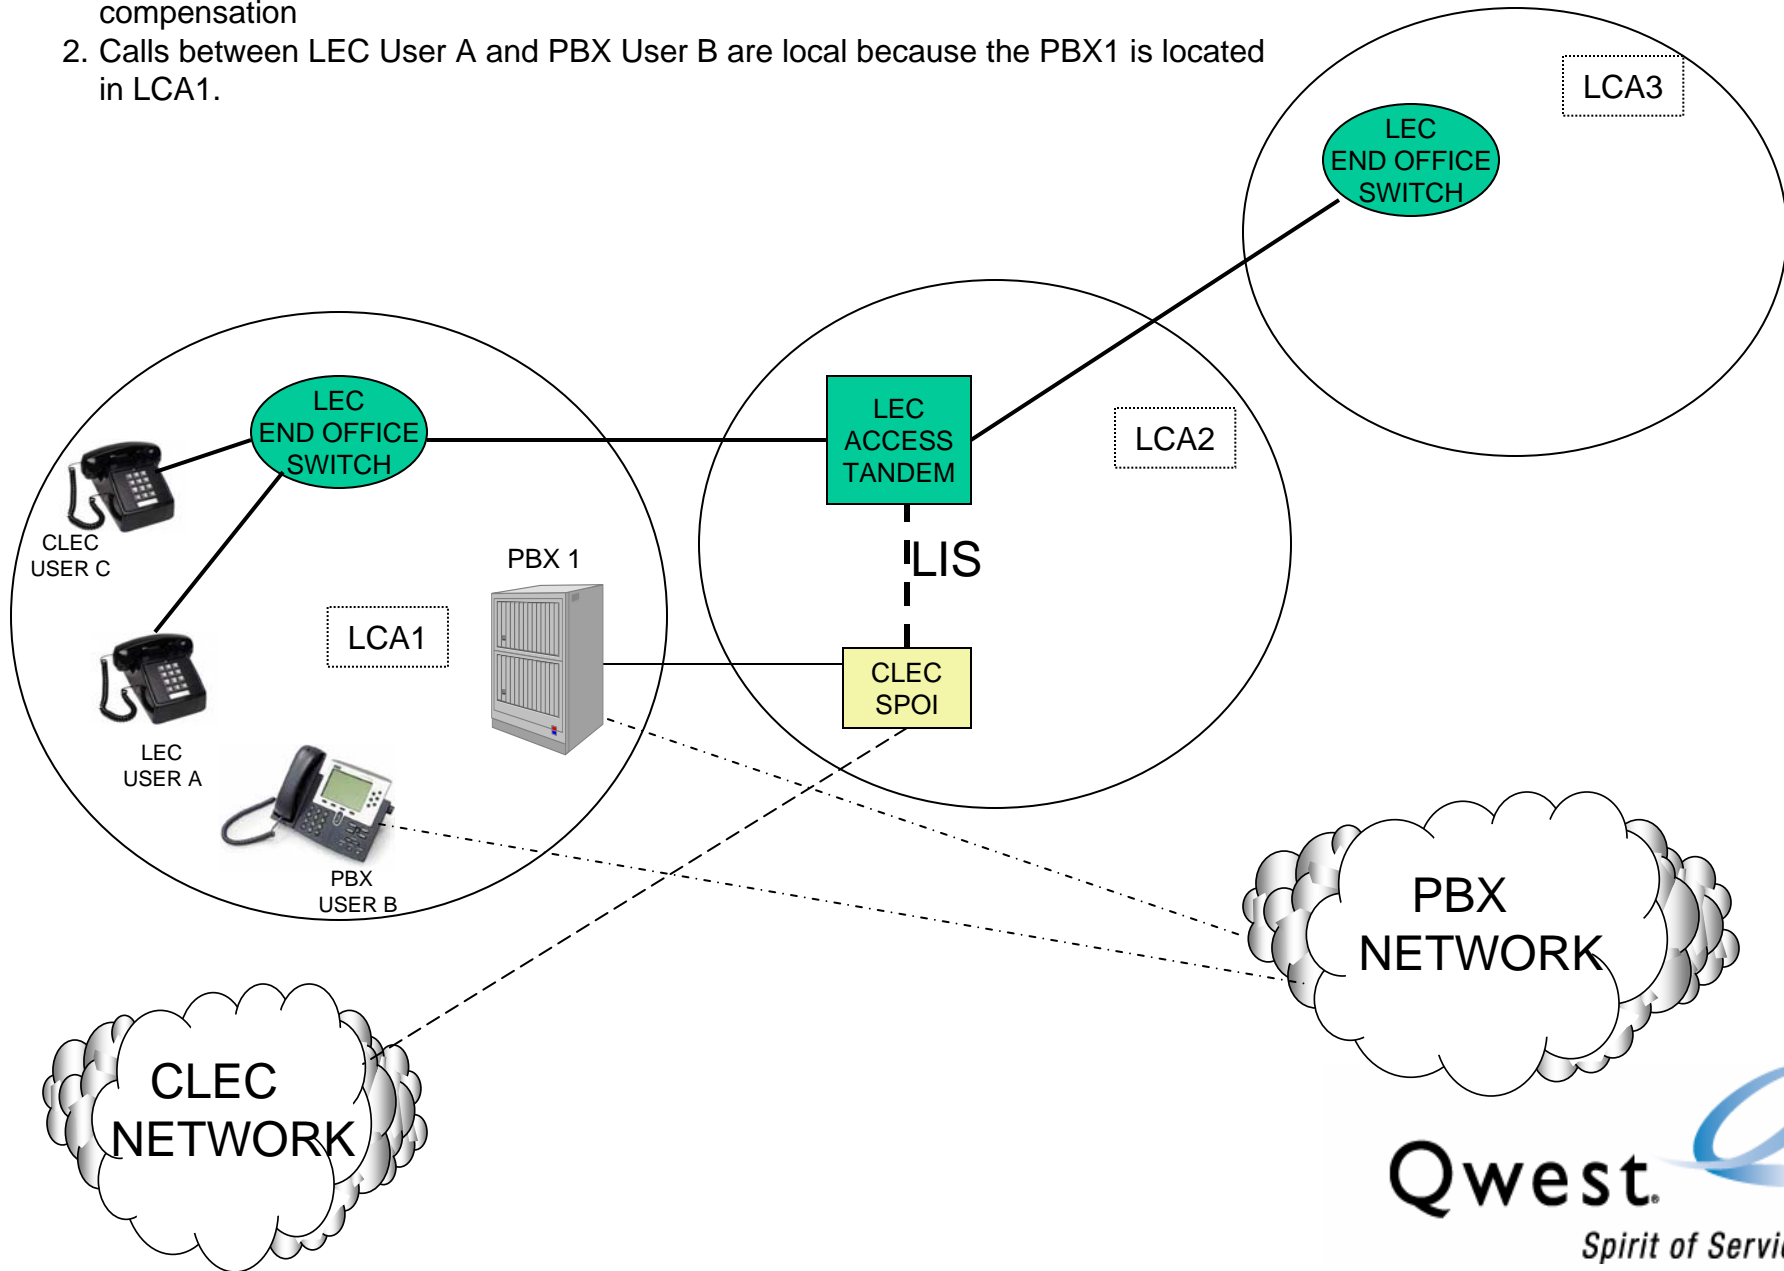 compensation
2. Calls between LEC User A and PBX User B are local because the PBX1 is located
in LCA1.
LCA3
LEC
END OFFICE
SWITCH
LEC
END OFFICE
SWITCH
LEC
ACCESS
TANDEM
LCA2
CLEC
USER C
PBX 1
LIS
LCA1
CLEC
SPOI
LEC
USER A
PBX
USER B
PBX
NETWORK
CLEC
NETWORK
Qwest®
Spirit of